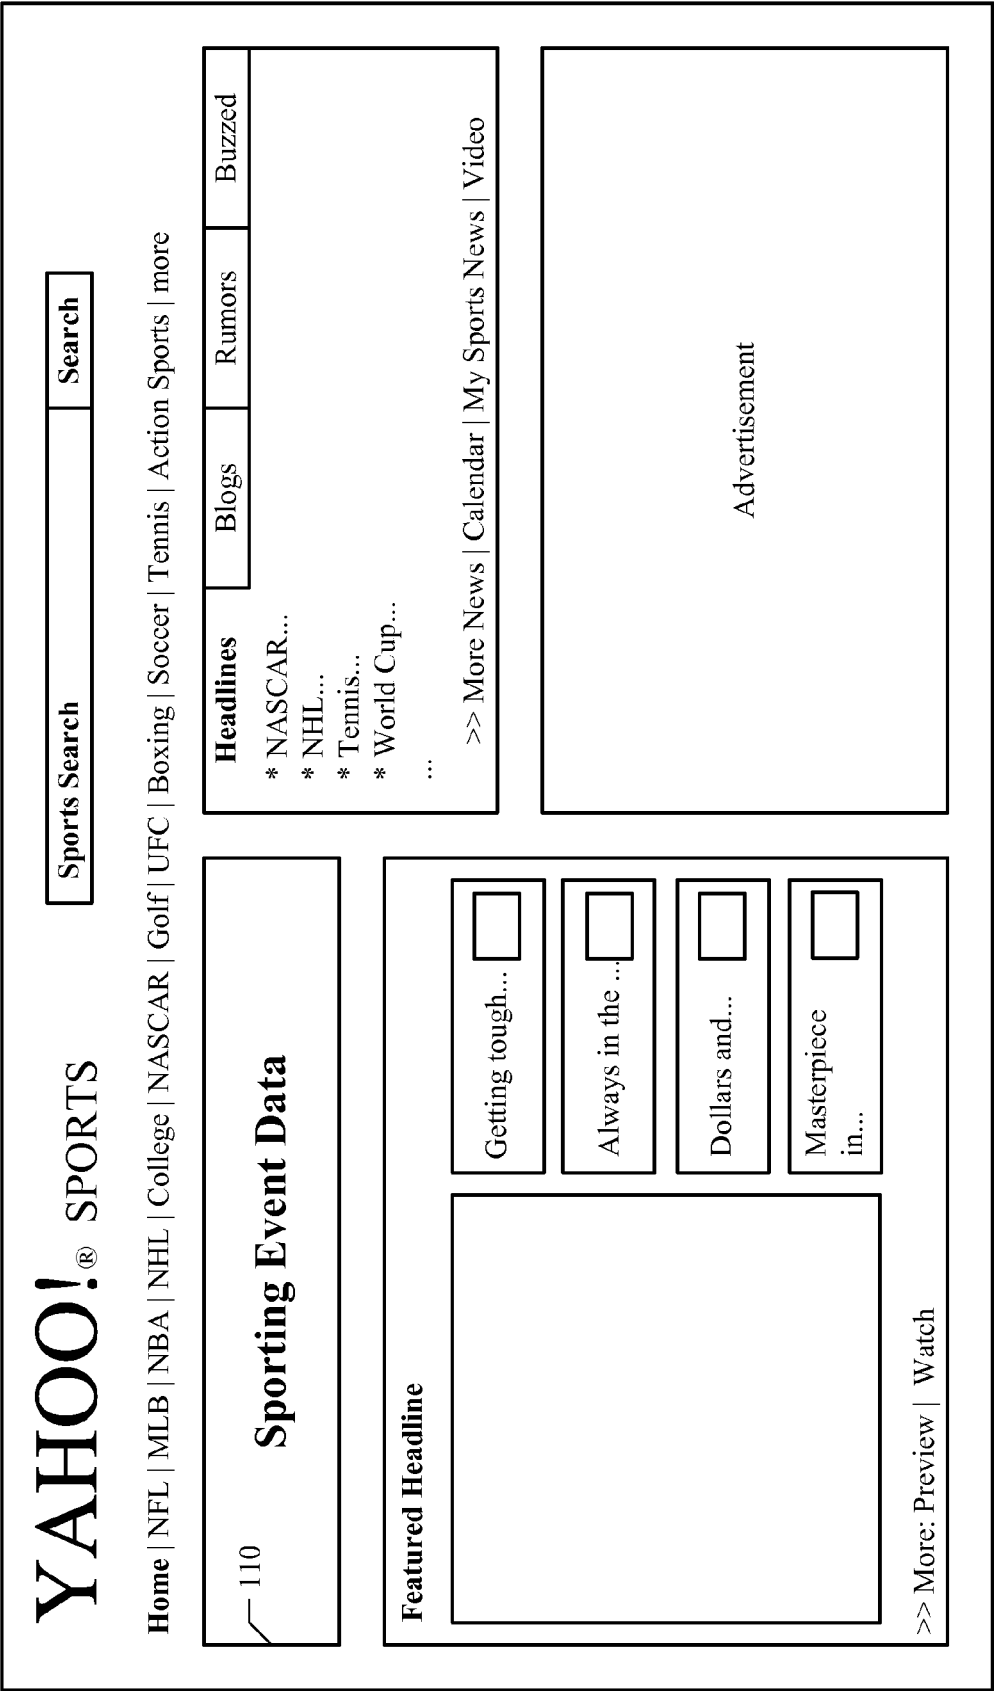 YAHOO!® SPORTS
Sports Search
Search
Home | NFL | MLB | NBA | NHL | College | NASCAR | Golf | UFC | Boxing | Soccer | Tennis | Action Sports | more
110
Sporting Event Data
Headlines
Blogs
Rumors
Buzzed
* NASCAR...
* NHL...
* Tennis...
* World Cup...
...
>> More News | Calendar | My Sports News | Video
Featured Headline
Getting tough...
Always in the ...
Dollars and...
Masterpiece
in...
>> More: Preview | Watch
Advertisement